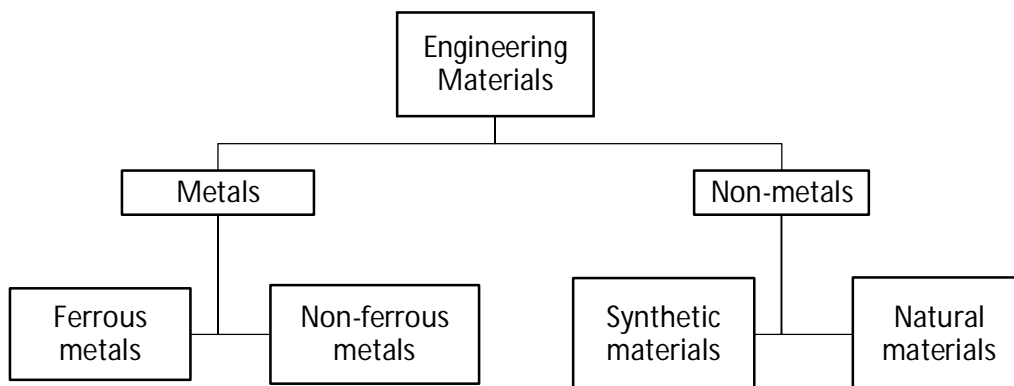 Engineering
Materials
Metals
Non-metals
Ferrous
metals
Non-ferrous
metals
Synthetic
materials
Natural
materials